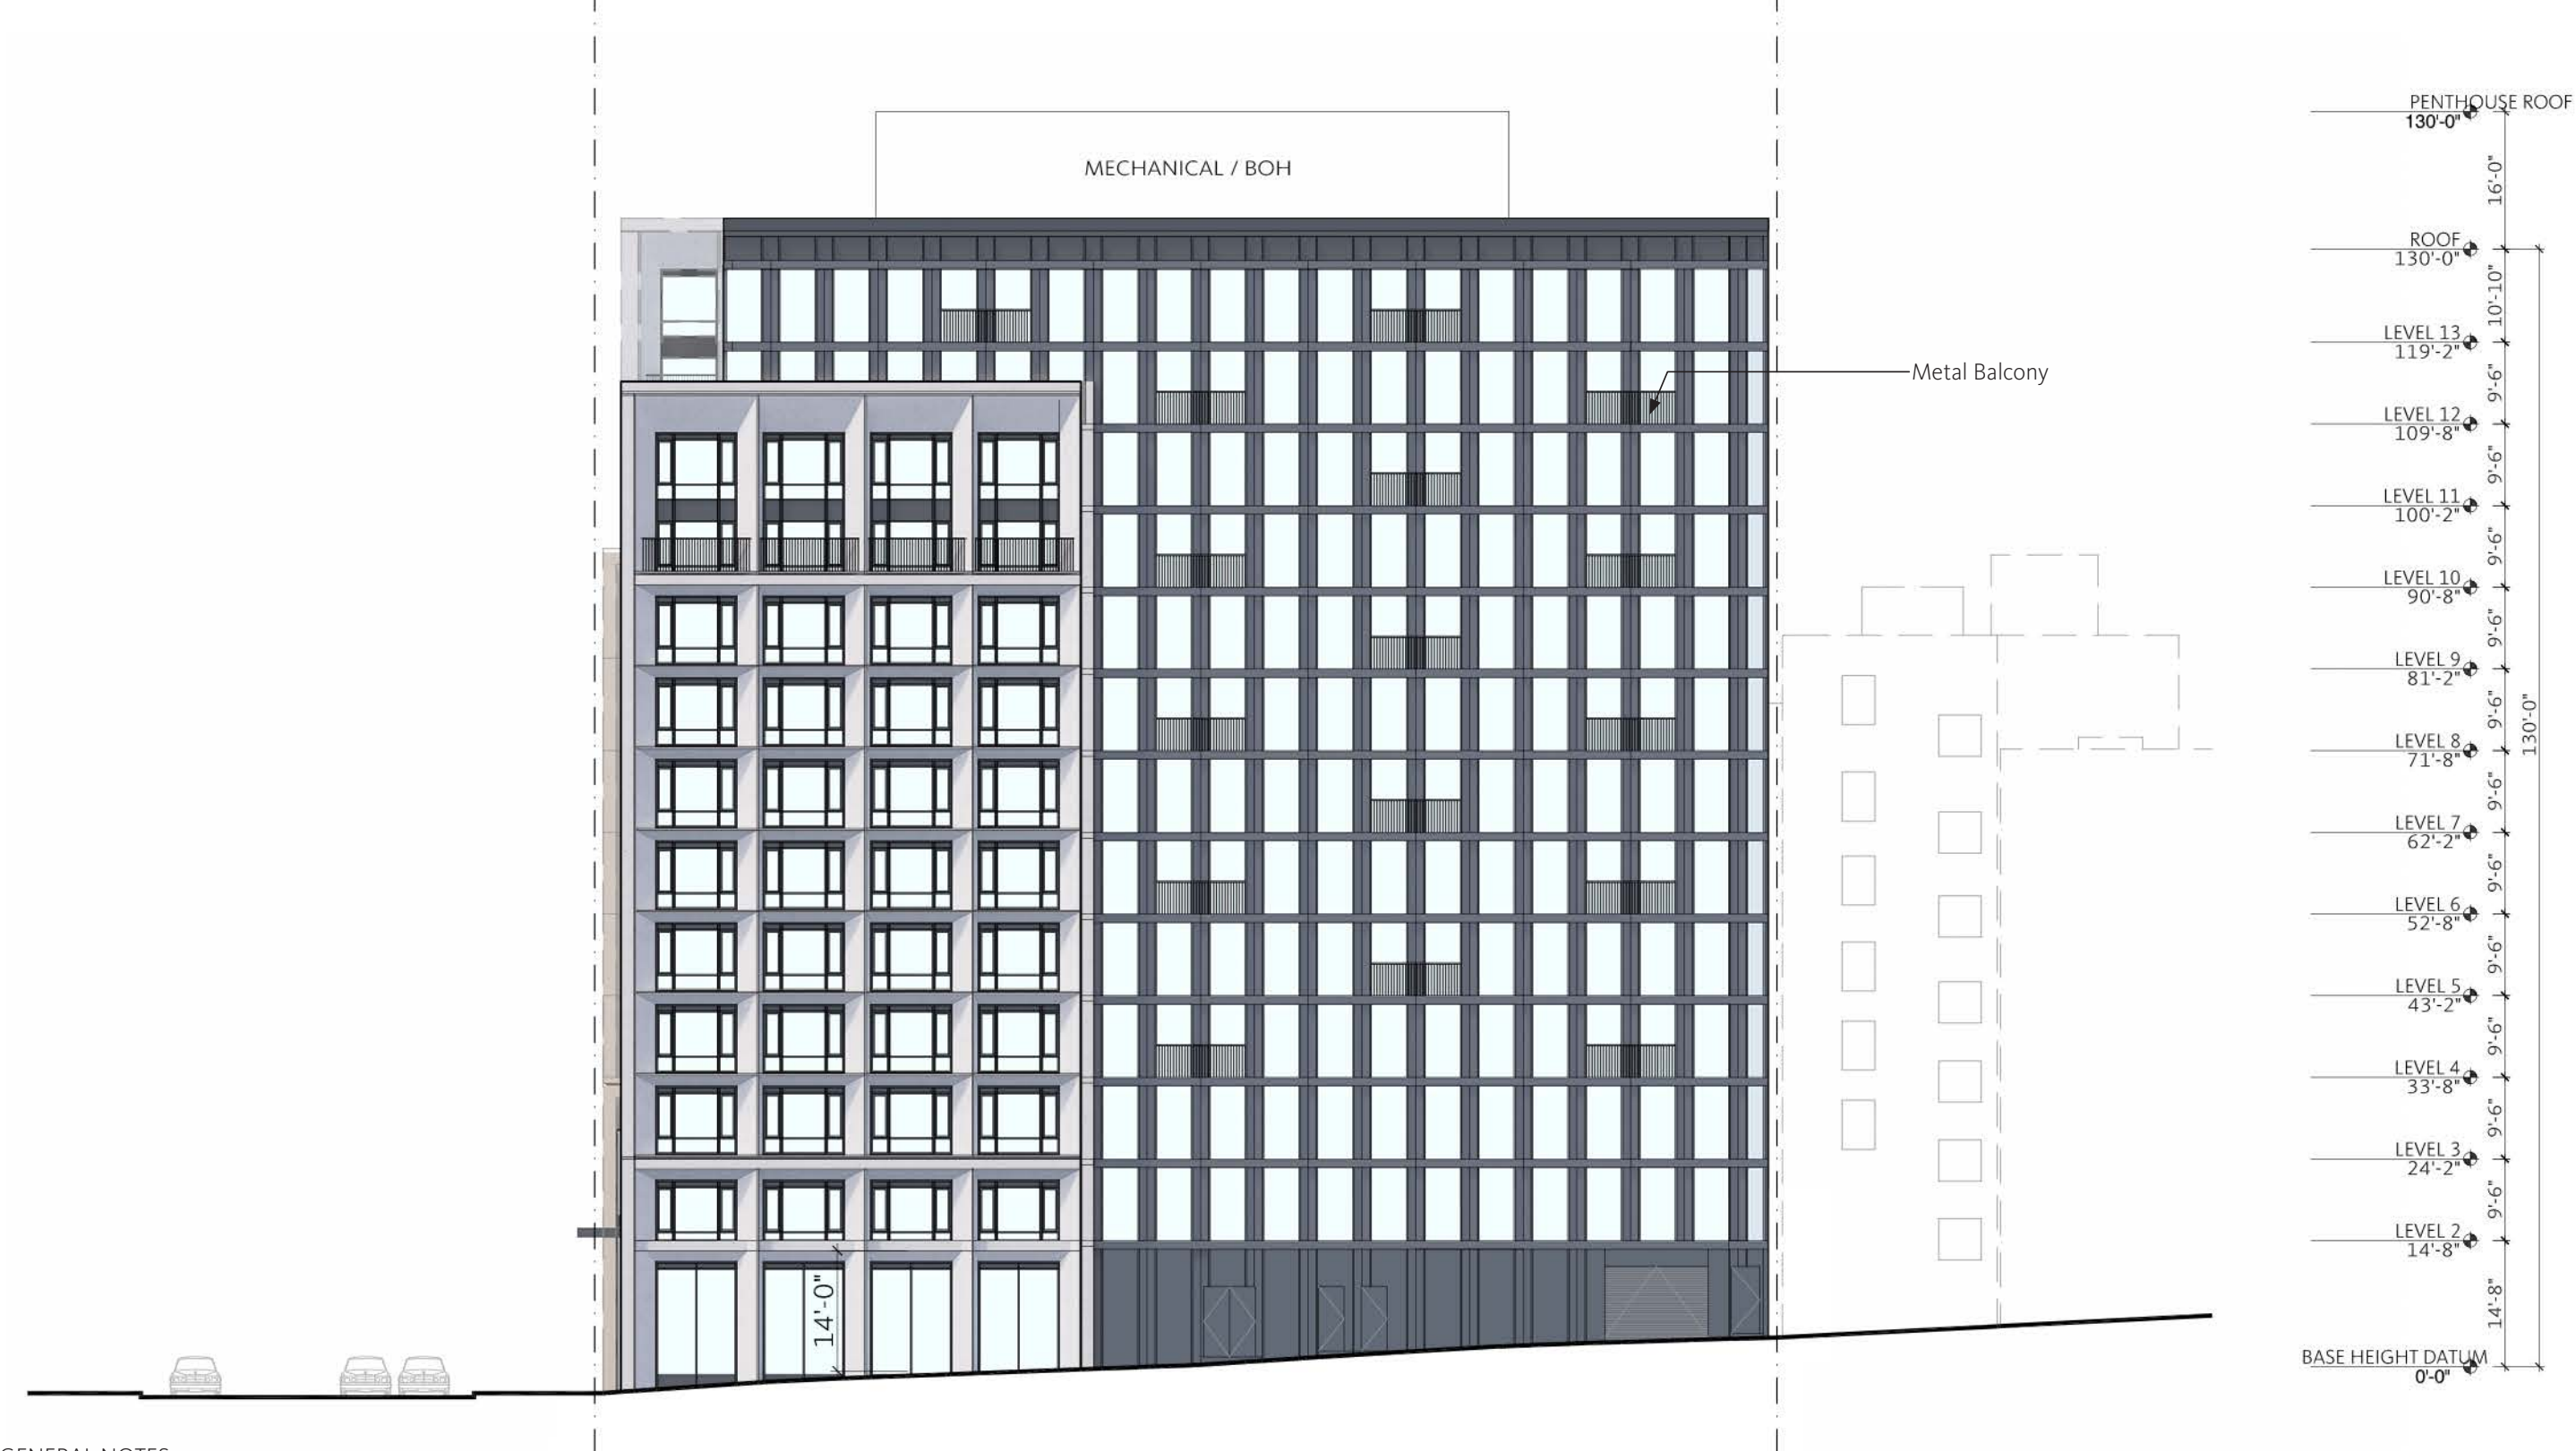 PENTHOUSE ROOF
130'-0"
16'-0"
MECHANICAL / BOH
ROOF
130'-0"
10'-10"
LEVEL 13
119'-2"
9'-6"
Metal Balcony
LEVEL 12
109'-8"
9'-6"
LEVEL 11
100'-2"
9'-6"
LEVEL 10
90'-8"
9'-6"
LEVEL 9
81'-2"
9'-6"
130'-0"
LEVEL 8
71'-8"
9'-6"
LEVEL 7
62'-2"
9'-6"
LEVEL 6
52'-8"
9'-6"
LEVEL 5
43'-2"
9'-6"
LEVEL 4
33'-8"
9'-6"
LEVEL 3
24'-2"
9'-6"
LEVEL 2
14'-8"
14'-0"
14'-8"
BASE HEIGHT DATUM
0'-0"
GENERAL NOTES